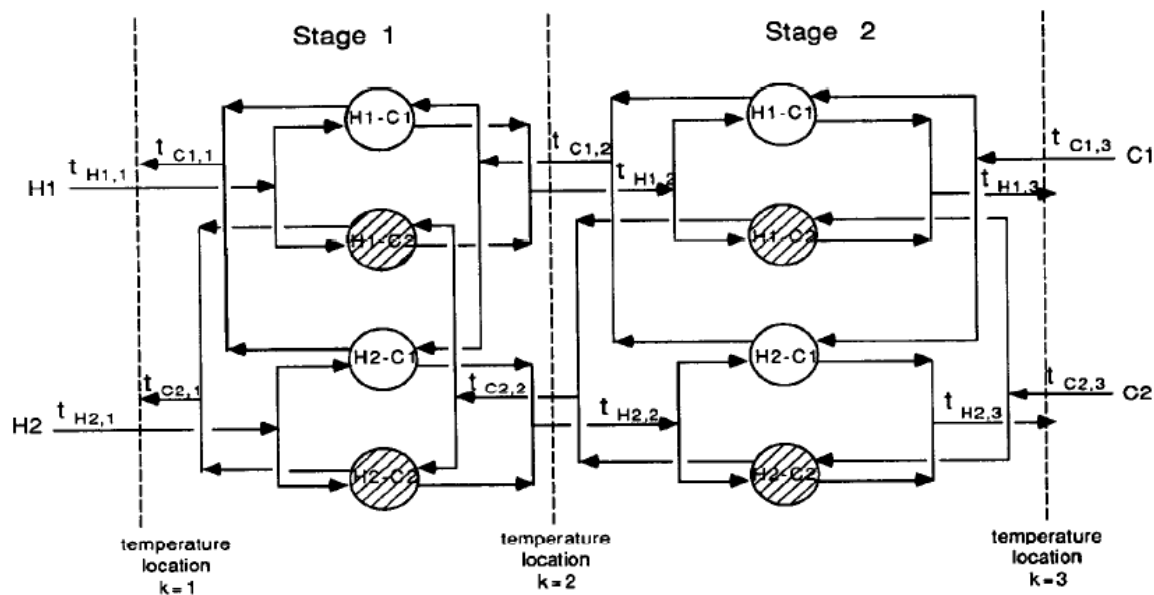 Stage 1
Stage 2
H1-C1
H1-C1
t C1,1
t C1,2
t C1,3
C1
H1
t H1,1
t H1,2
t H1,3
H1-C2
H1-C2
H2-C1
H2-C1
t C2,1
t C2,2
t C2,3
C2
H2
t H2,1
t H2,2
t H2,3
H2-C2
H2-C2
temperature
location
k=1
temperature
location
k=2
temperature
location
k=3